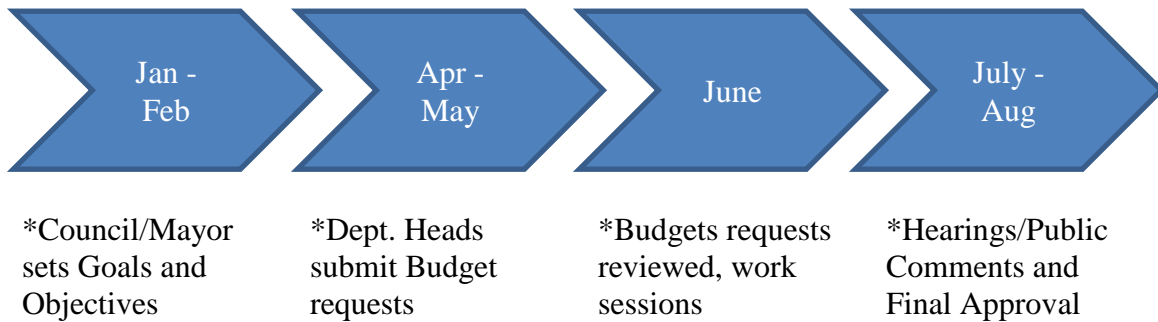 Jan -
Feb
Apr -
May
June
July -
Aug
*Council/Mayor
sets Goals and
Objectives
*Dept. Heads
submit Budget
requests
*Budgets requests
reviewed, work
sessions
*Hearings/Public
Comments and
Final Approval